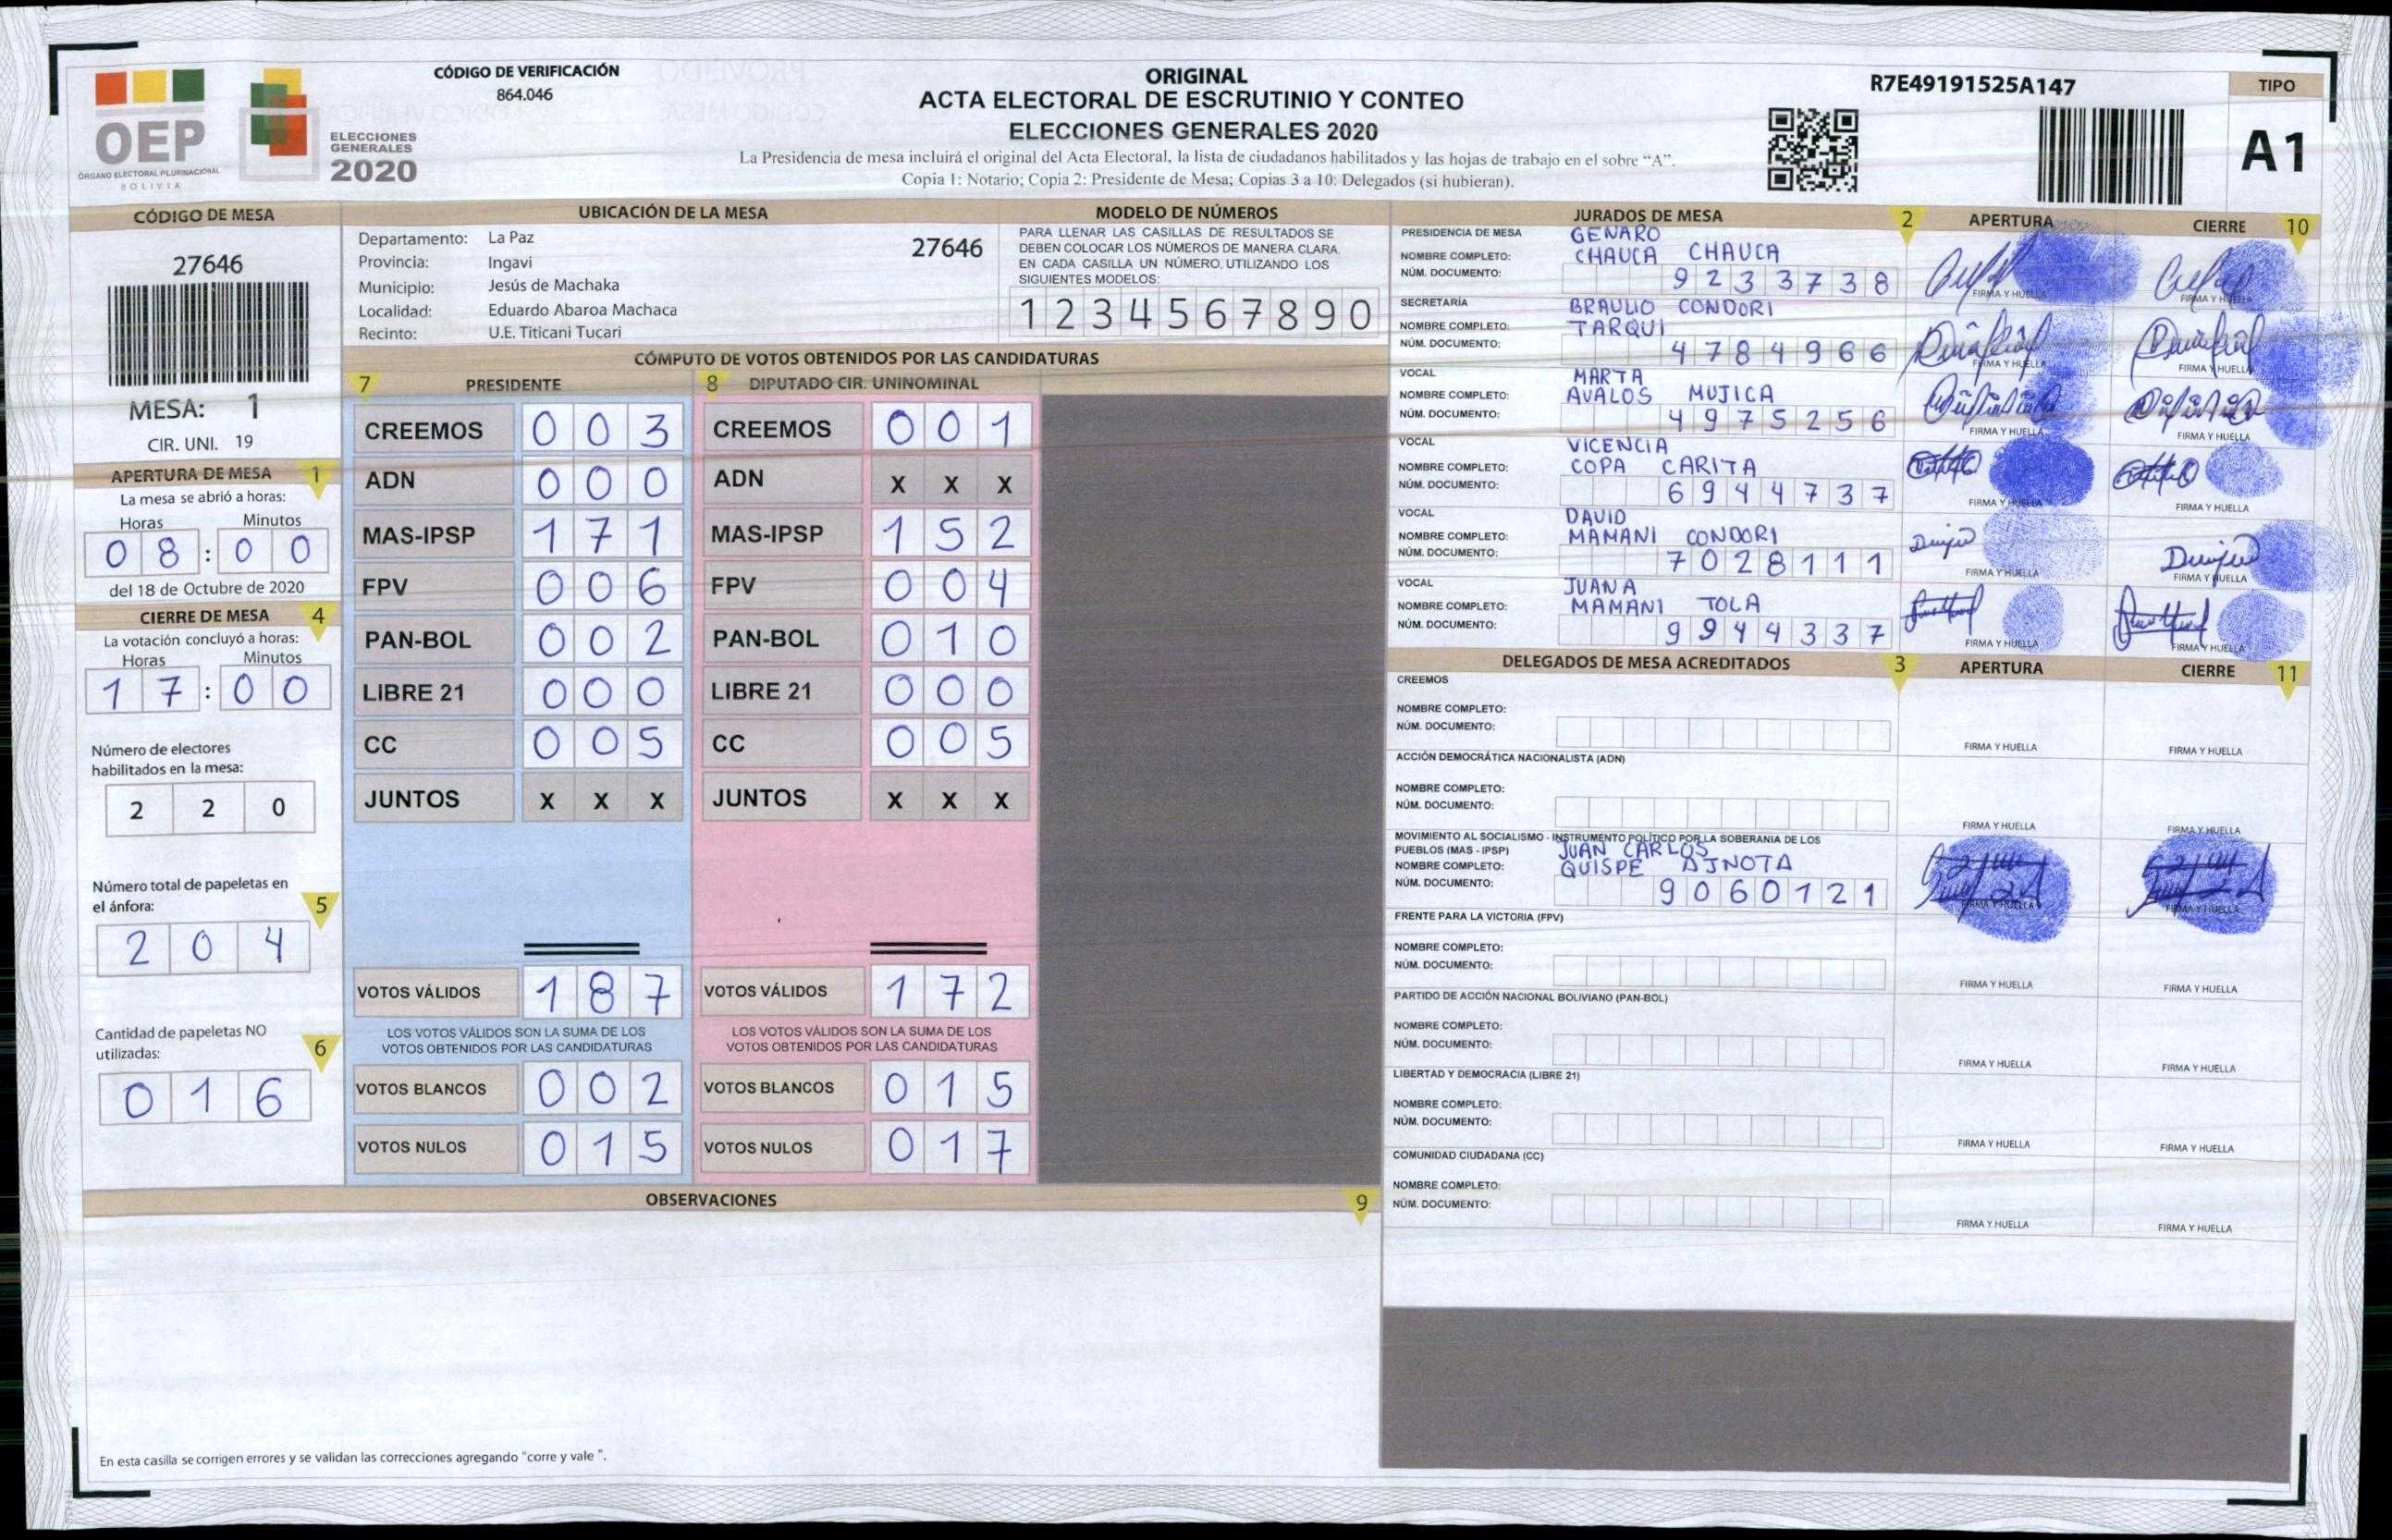 OEP
ÓRGANO ELECTORAL PLURINACIONAL
BOLIVIA
ELECCIONES
GENERALES
2020
CÓDIGO DE VERIFICACIÓN
864.046
ORIGINAL
ACTA ELECTORAL DE ESCRUTINIO Y CONTEO
ELECCIONES GENERALES 2020
La Presidencia de mesa incluirá el original del Acta Electoral, la lista de ciudadanos habilitados y las hojas de trabajo en el sobre “A”.
Copia 1: Notario; Copia 2: Presidente de Mesa; Copias 3 a 10: Delegados (si hubieran).
R7E49191525A147
TIPO
A1
CÓDIGO DE MESA
27646
MESA: 1
CIR. UNI. 19
APERTURA DE MESA 1
La mesa se abrió a horas:
Horas Minutos
0 8 : 0 0
del 18 de Octubre de 2020
CIERRE DE MESA 4
La votación concluyó a horas:
Horas Minutos
1 7 : 0 0
Número de electores
habilitados en la mesa:
2 2 0
Número total de papeletas en
el ánfora: 5
2 0 4
Cantidad de papeletas NO
utilizadas: 6
0 1 6
UBICACIÓN DE LA MESA
Departamento: La Paz 27646
Provincia: Ingavi
Municipio: Jesús de Machaka
Localidad: Eduardo Abaroa Machaca
Recinto: U.E. Titicani Tucari
MODELO DE NÚMEROS
PARA LLENAR LAS CASILLAS DE RESULTADOS SE
DEBEN COLOCAR LOS NÚMEROS DE MANERA CLARA.
EN CADA CASILLA UN NÚMERO, UTILIZANDO LOS
SIGUIENTES MODELOS:
1 2 3 4 5 6 7 8 9 0
CÓMPUTO DE VOTOS OBTENIDOS POR LAS CANDIDATURAS
7 PRESIDENTE 8 DIPUTADO CIR. UNINOMINAL
CREEMOS 0 0 3 CREEMOS 0 0 1
ADN 0 0 0 ADN X X X
MAS-IPSP 1 7 1 MAS-IPSP 1 5 2
FPV 0 0 6 FPV 0 0 4
PAN-BOL 0 0 2 PAN-BOL 0 1 0
LIBRE 21 0 0 0 LIBRE 21 0 0 0
CC 0 0 5 CC 0 0 5
JUNTOS X X X JUNTOS X X X
VOTOS VÁLIDOS 1 8 7 VOTOS VÁLIDOS 1 7 2
LOS VOTOS VÁLIDOS SON LA SUMA DE LOS LOS VOTOS VÁLIDOS SON LA SUMA DE LOS
VOTOS OBTENIDOS POR LAS CANDIDATURAS VOTOS OBTENIDOS POR LAS CANDIDATURAS
VOTOS BLANCOS 0 0 2 VOTOS BLANCOS 0 1 5
VOTOS NULOS 0 1 5 VOTOS NULOS 0 1 7
OBSERVACIONES 9
En esta casilla se corrigen errores y se validan las correcciones agregando “corre y vale ”.
JURADOS DE MESA 2 APERTURA CIERRE 10
PRESIDENCIA DE MESA GENARO
NOMBRE COMPLETO: CHAUCA CHAUCA
NÚM. DOCUMENTO: 9 2 3 3 7 3 8 FIRMA Y HUELLA FIRMA Y HUELLA
SECRETARÍA BRAULIO CONDORI
NOMBRE COMPLETO: TARQUI
NÚM. DOCUMENTO: 4 7 8 4 9 6 6 FIRMA Y HUELLA FIRMA Y HUELLA
VOCAL MARTA
NOMBRE COMPLETO: AVALOS MUJICA
NÚM. DOCUMENTO: 4 9 7 5 2 5 6 FIRMA Y HUELLA FIRMA Y HUELLA
VOCAL VICENCIA
NOMBRE COMPLETO: COPA CARITA
NÚM. DOCUMENTO: 6 9 4 4 7 3 7 FIRMA Y HUELLA FIRMA Y HUELLA
VOCAL DAVID
NOMBRE COMPLETO: MAMANI CONDORI
NÚM. DOCUMENTO: 7 0 2 8 1 1 1 FIRMA Y HUELLA FIRMA Y HUELLA
VOCAL JUANA
NOMBRE COMPLETO: MAMANI TOLA
NÚM. DOCUMENTO: 9 9 4 4 3 3 7 FIRMA Y HUELLA FIRMA Y HUELLA
DELEGADOS DE MESA ACREDITADOS 3 APERTURA CIERRE 11
CREEMOS
NOMBRE COMPLETO:
NÚM. DOCUMENTO: FIRMA Y HUELLA FIRMA Y HUELLA
ACCIÓN DEMOCRÁTICA NACIONALISTA (ADN)
NOMBRE COMPLETO:
NÚM. DOCUMENTO: FIRMA Y HUELLA FIRMA Y HUELLA
MOVIMIENTO AL SOCIALISMO - INSTRUMENTO POLÍTICO POR LA SOBERANIA DE LOS
PUEBLOS (MAS - IPSP) JUAN CARLOS
NOMBRE COMPLETO: QUISPE AJNOTA
NÚM. DOCUMENTO: 9 0 6 0 1 2 1 FIRMA Y HUELLA FIRMA Y HUELLA
FRENTE PARA LA VICTORIA (FPV)
NOMBRE COMPLETO:
NÚM. DOCUMENTO: FIRMA Y HUELLA FIRMA Y HUELLA
PARTIDO DE ACCIÓN NACIONAL BOLIVIANO (PAN-BOL)
NOMBRE COMPLETO:
NÚM. DOCUMENTO: FIRMA Y HUELLA FIRMA Y HUELLA
LIBERTAD Y DEMOCRACIA (LIBRE 21)
NOMBRE COMPLETO:
NÚM. DOCUMENTO: FIRMA Y HUELLA FIRMA Y HUELLA
COMUNIDAD CIUDADANA (CC)
NOMBRE COMPLETO:
NÚM. DOCUMENTO: FIRMA Y HUELLA FIRMA Y HUELLA